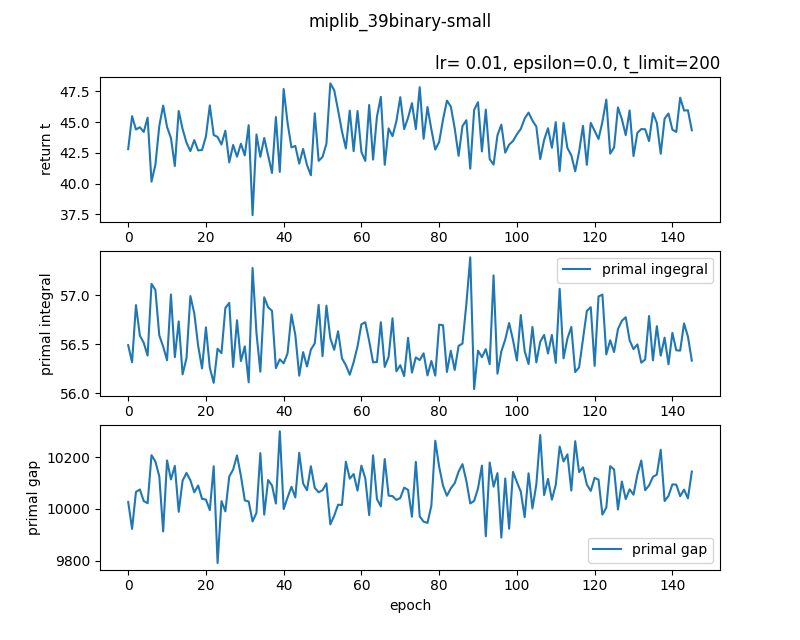 miplib_39binary-small
lr= 0.01, epsilon=0.0, t_limit=200
return t
47.5
45.0
42.5
40.0
37.5
0 20 40 60 80 100 120 140
primal integral
57.0
56.5
56.0
primal ingegral
0 20 40 60 80 100 120 140
primal gap
10200
10000
9800
primal gap
0 20 40 60 80 100 120 140
epoch